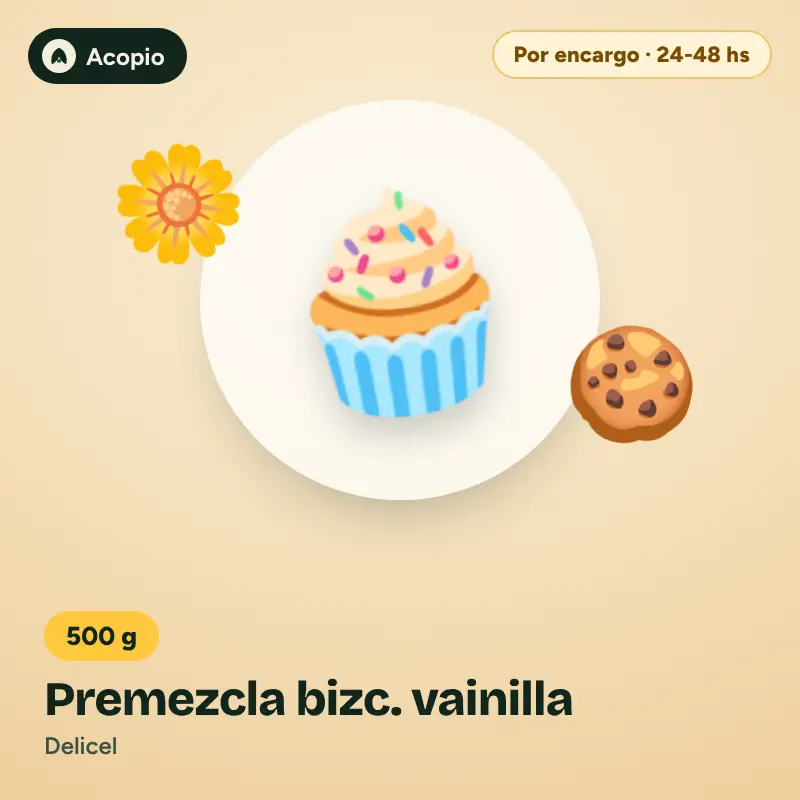 Acopio
Por encargo · 24-48 hs
500 g
Premezcla bizc. vainilla
Delicel